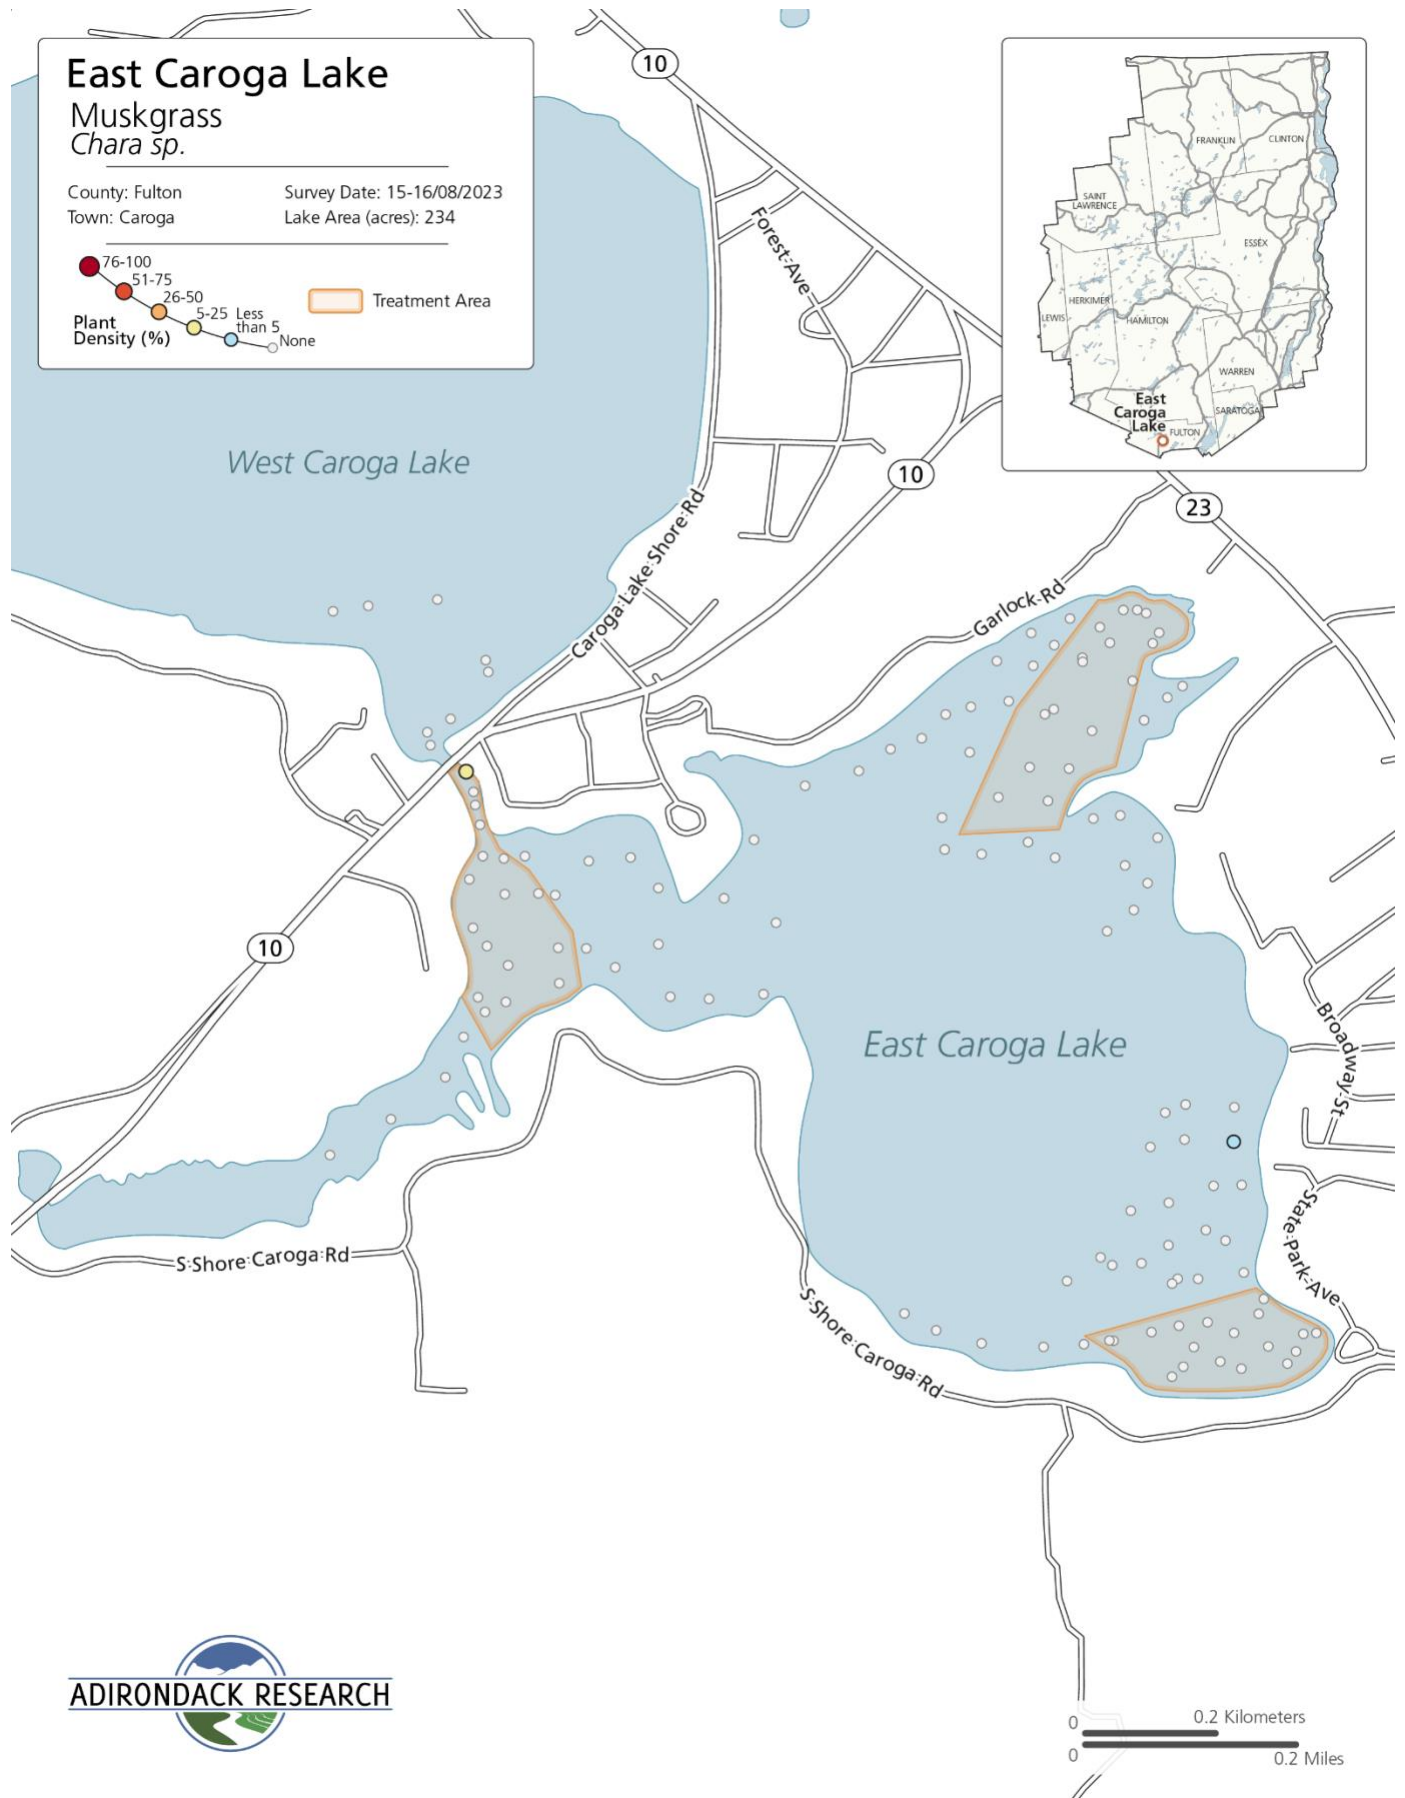 East Caroga Lake
Muskgrass
Chara sp.
County: Fulton
Survey Date: 15-16/08/2023
Town: Caroga
Lake Area (acres): 234
76-100
51-75
26-50
5-25
Less
than 5
None
Plant
Density (%)
Treatment Area
10
FRANKLIN
CLINTON
SAINT
LAWRENCE
ESSEX
HERKIMER
LEWIS
HAMILTON
WARREN
East
Caroga
Lake
SARATOGA
FULTON
Forest Ave
West Caroga Lake
10
23
Caroga Lake Shore Rd
Garlock Rd
10
East Caroga Lake
Broadway St
State Park Ave
S Shore Caroga Rd
S Shore Caroga Rd
ADIRONDACK RESEARCH
0
0.2 Kilometers
0
0.2 Miles